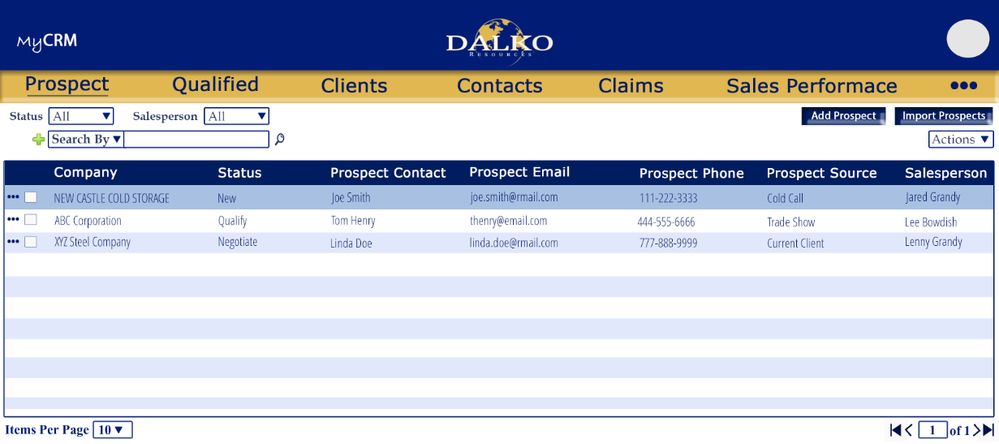 MyCRM
DALKO
RESOURCES
Prospect Qualified Clients Contacts Claims Sales Performace •••
Status All ▼ Salesperson All ▼ Add Prospect Import Prospects
Search By ▼ Actions ▼
Company Status Prospect Contact Prospect Email Prospect Phone Prospect Source Salesperson
••• NEW CASTLE COLD STORAGE New Joe Smith joe.smith@rmail.com 111-222-3333 Cold Call Jared Grandy
••• ABC Corporation Qualify Tom Henry thenry@email.com 444-555-6666 Trade Show Lee Bowdish
••• XYZ Steel Company Negotiate Linda Doe linda.doe@rmail.com 777-888-9999 Current Client Lenny Grandy
Items Per Page 10 ▼ 1 of 1